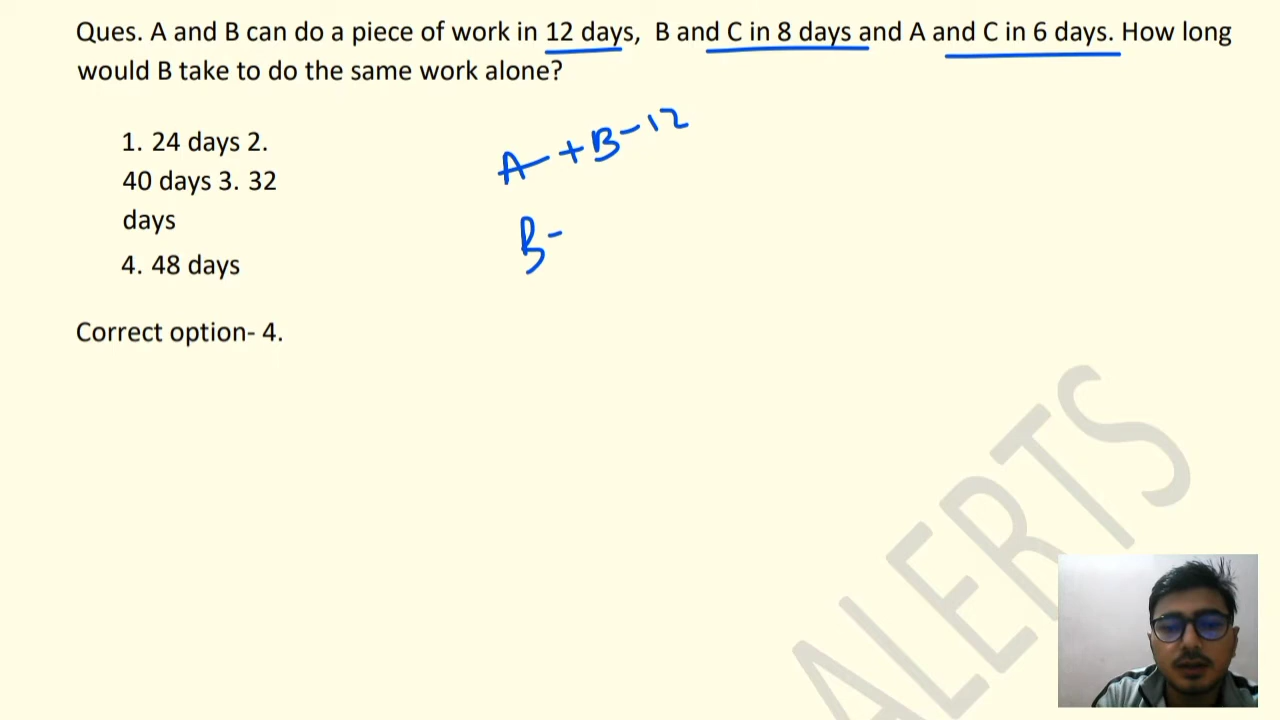 Ques. A and B can do a piece of work in 12 days, B and C in 8 days and A and C in 6 days. How long
would B take to do the same work alone?
1. 24 days 2.
40 days 3. 32
days
4. 48 days
A + B - 12
B -
Correct option- 4.
ALERTS